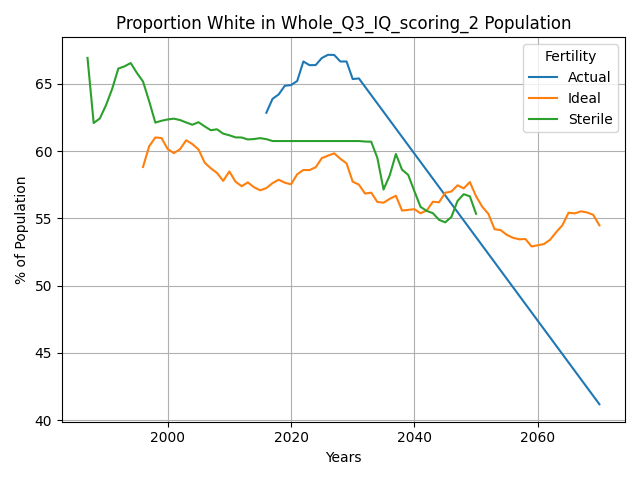 Proportion White in Whole_Q3_IQ_scoring_2 Population
Fertility
Actual
Ideal
Sterile
% of Population
65
60
55
50
45
40
2000
2020
2040
2060
Years